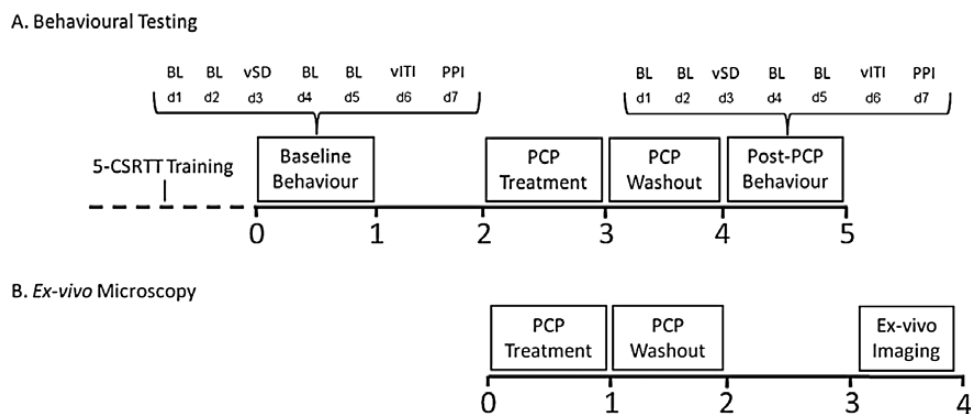 A. Behavioural Testing
BL BL vSD BL BL vITI PPI
d1 d2 d3 d4 d5 d6 d7
BL BL vSD BL BL vITI PPI
d1 d2 d3 d4 d5 d6 d7
5-CSRTT Training
Baseline
Behaviour
PCP
Treatment
PCP
Washout
Post-PCP
Behaviour
0 1 2 3 4 5
B. Ex-vivo Microscopy
PCP
Treatment
PCP
Washout
Ex-vivo
Imaging
0 1 2 3 4